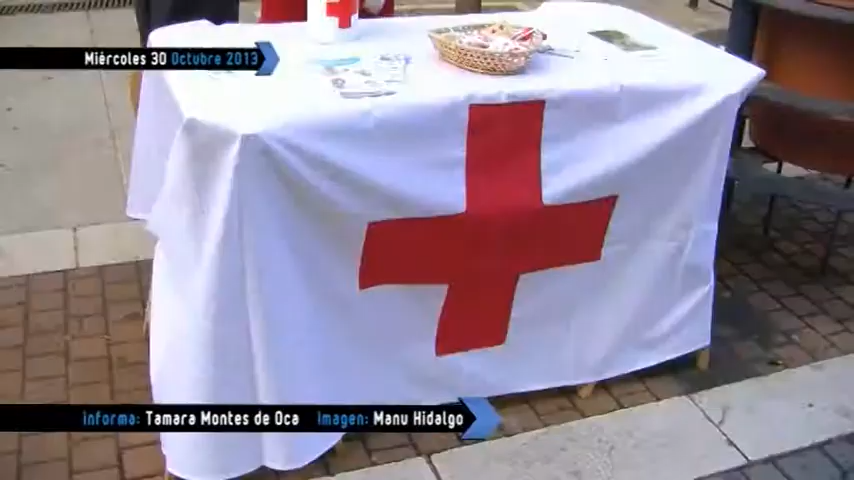 Miércoles 30 Octubre 2013
informa: Tamara Montes de Oca imagen: Manu Hidalgo